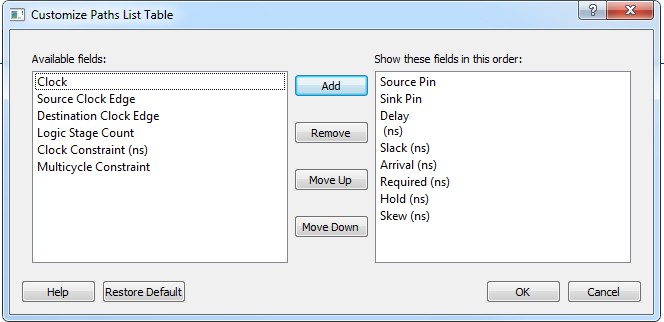 Customize Paths List Table
?
Available fields:
Show these fields in this order:
Clock
Source Clock Edge
Destination Clock Edge
Logic Stage Count
Clock Constraint (ns)
Multicycle Constraint
Add
Remove
Move Up
Move Down
Source Pin
Sink Pin
Delay
(ns)
Slack (ns)
Arrival (ns)
Required (ns)
Hold (ns)
Skew (ns)
Help
Restore Default
OK
Cancel